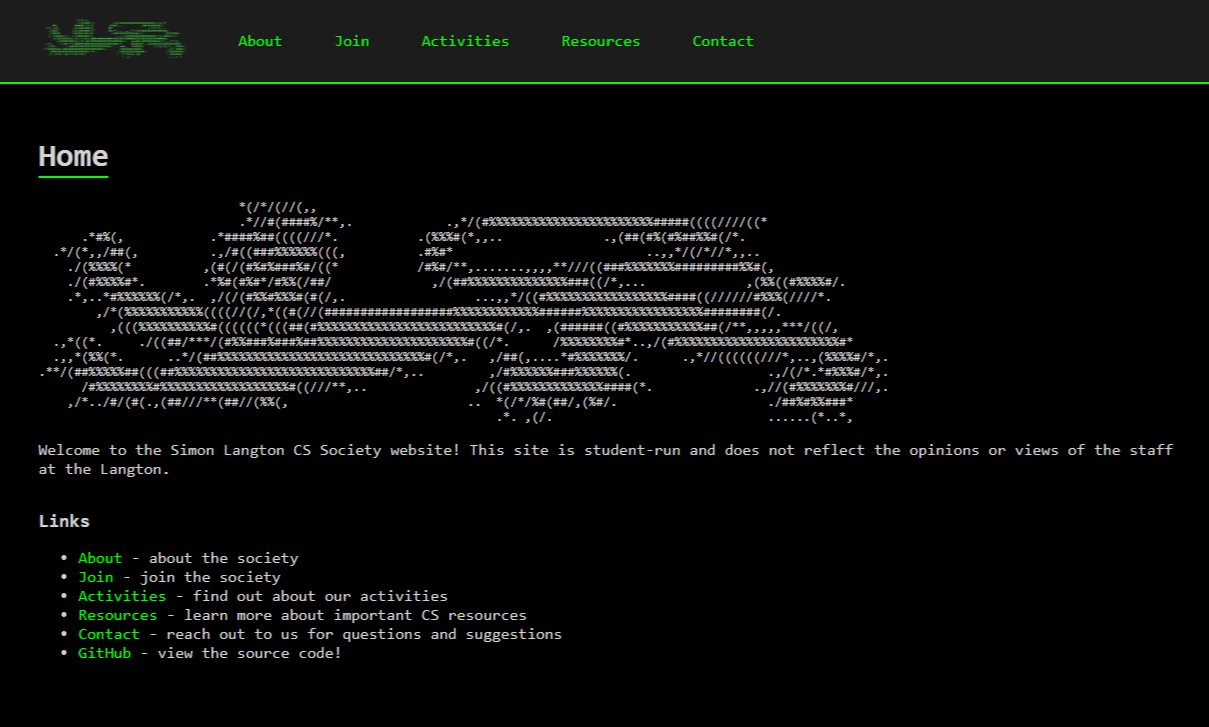 About Join Activities Resources Contact
Home
Welcome to the Simon Langton CS Society website! This site is student-run and does not reflect the opinions or views of the staff
at the Langton.
Links
• About - about the society
• Join - join the society
• Activities - find out about our activities
• Resources - learn more about important CS resources
• Contact - reach out to us for questions and suggestions
• GitHub - view the source code!